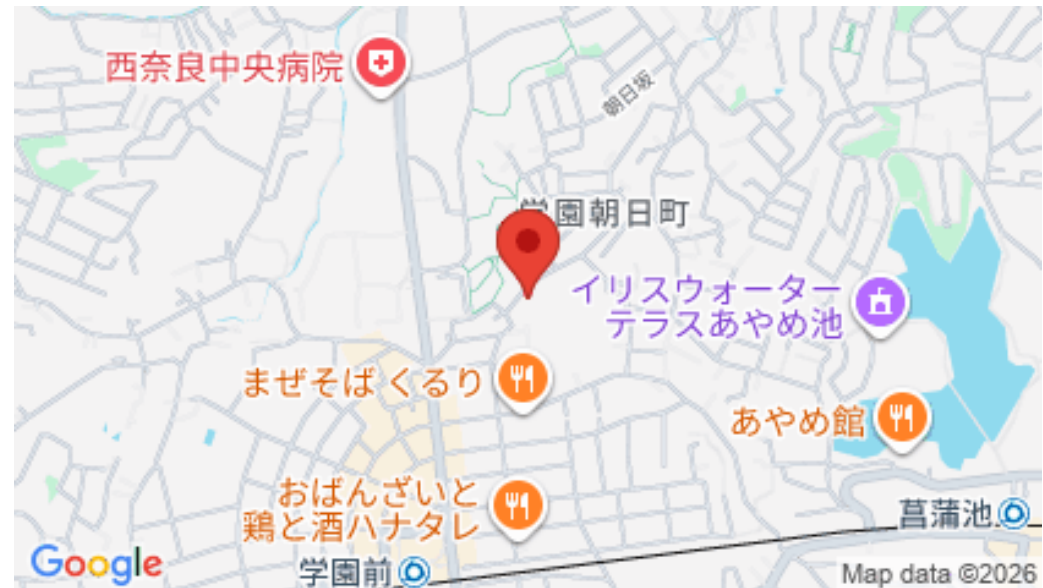 西奈良中央病院
朝日坂
学園朝日町
イリスウォーター
テラスあやめ池
まぜそば くるり
あやめ館
おばんざいと
鶏と酒ハナタレ
菖蒲池
学園前
Google
Map data ©2026